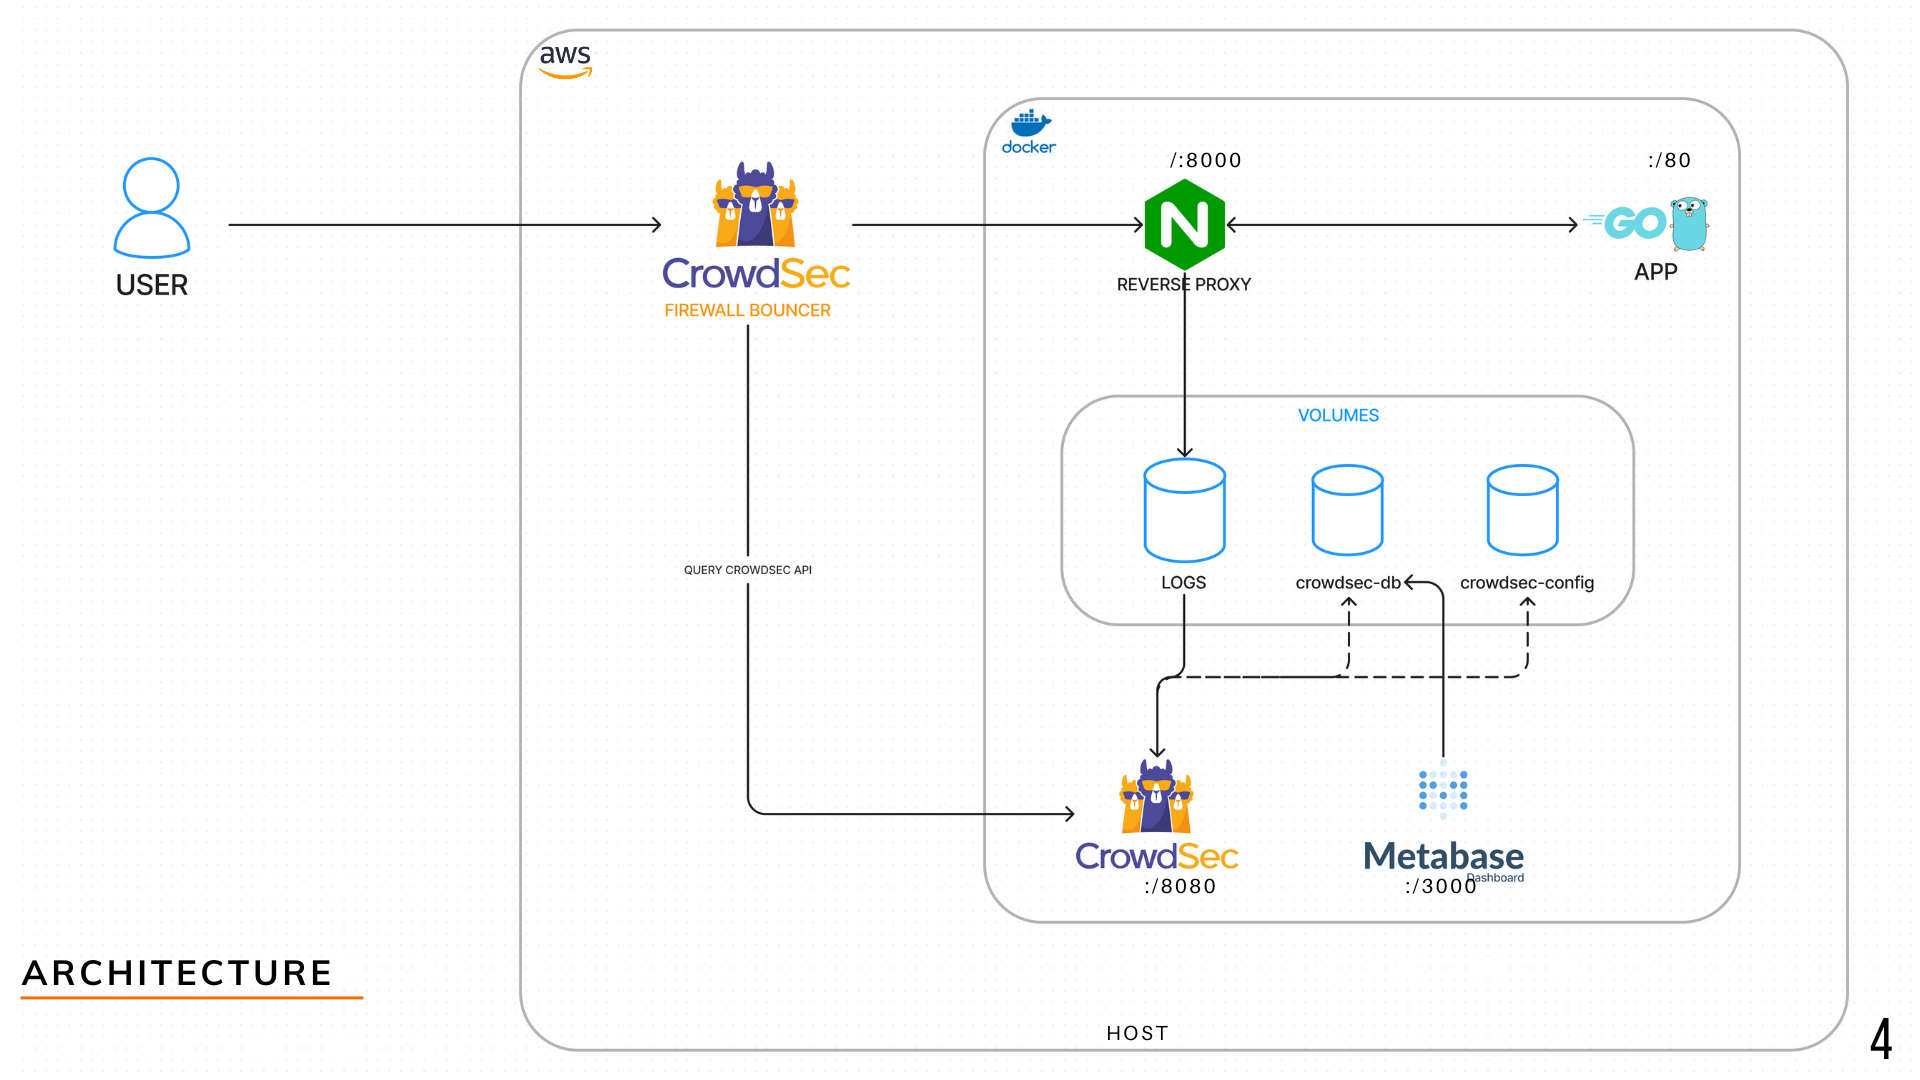 aws
docker
/:8000
:/80
N
GO
USER
CrowdSec
FIREWALL BOUNCER
REVERSE PROXY
APP
VOLUMES
QUERY CROWDSEC API
LOGS
crowdsec-db
crowdsec-config
CrowdSec
:/8080
Metabase
Dashboard
:/3000
ARCHITECTURE
HOST
4